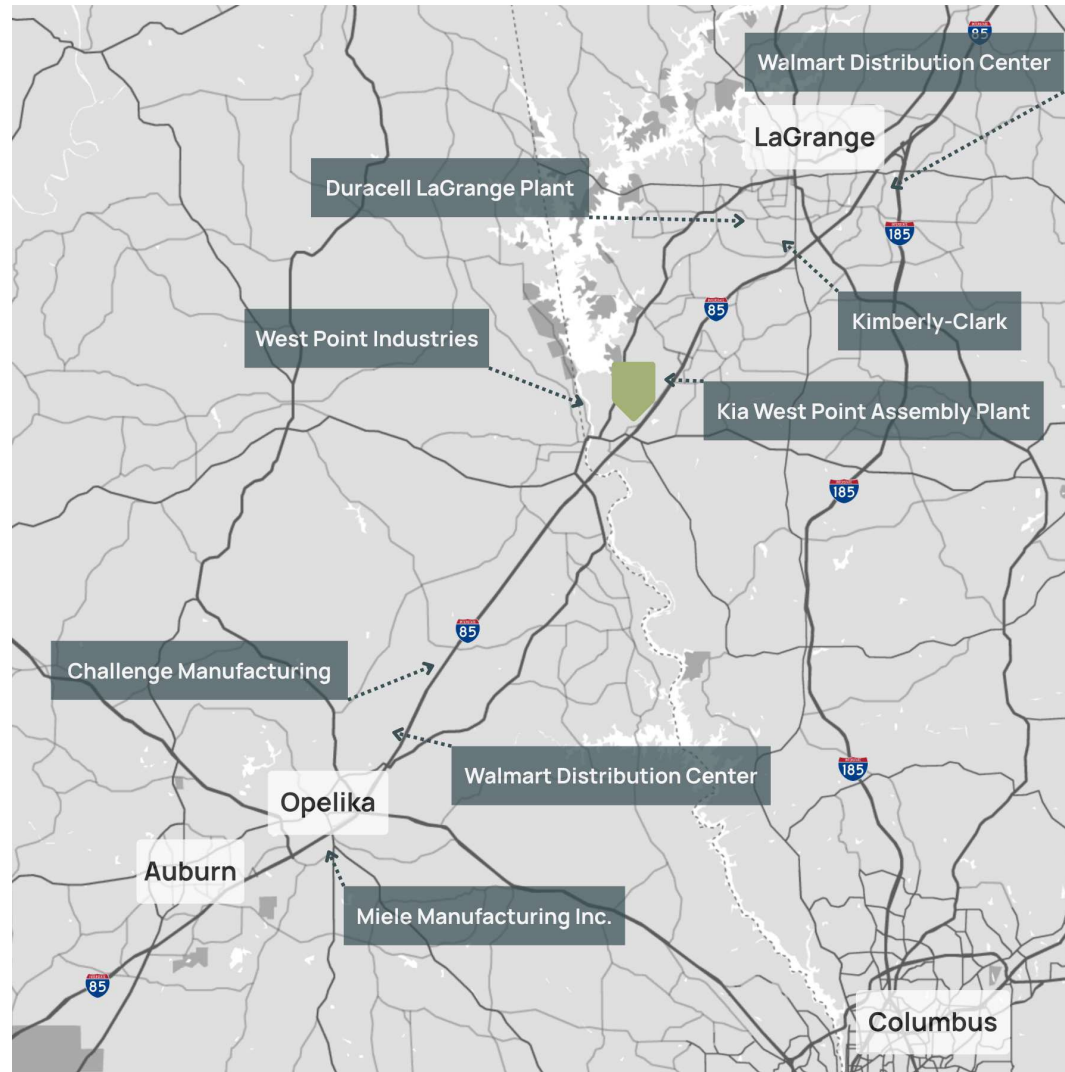 85
Walmart Distribution Center
LaGrange
Duracell LaGrange Plant
185
85
Kimberly-Clark
West Point Industries
Kia West Point Assembly Plant
185
85
Challenge Manufacturing
185
Walmart Distribution Center
Opelika
Auburn
Miele Manufacturing Inc.
85
Columbus